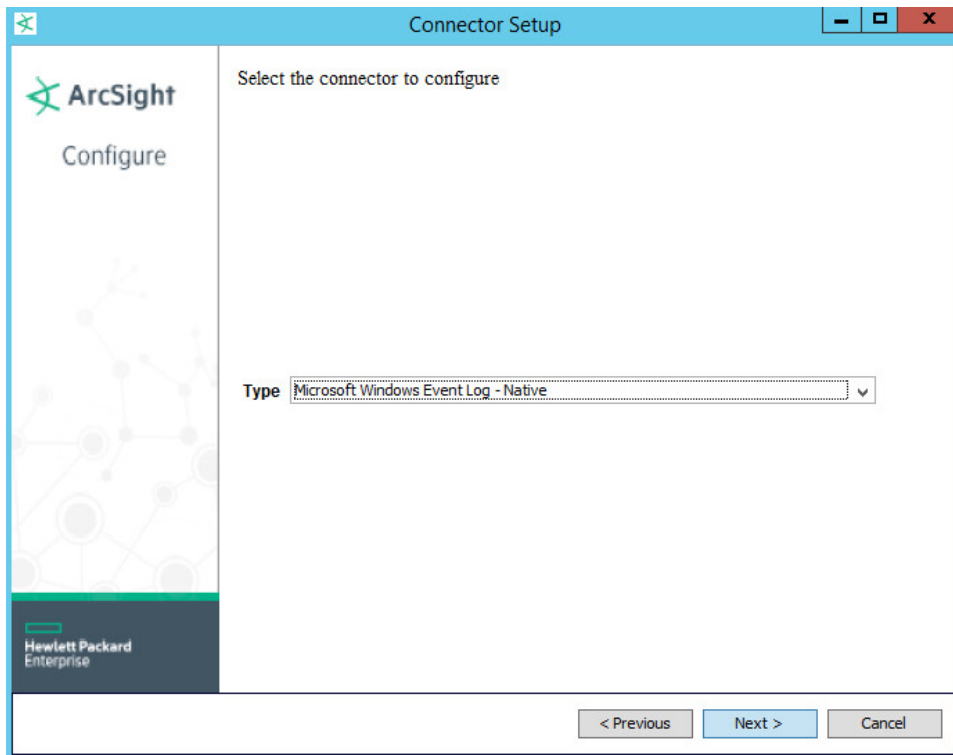 Connector Setup
ArcSight
Configure
Select the connector to configure
Type Microsoft Windows Event Log - Native
Hewlett Packard
Enterprise
< Previous Next > Cancel